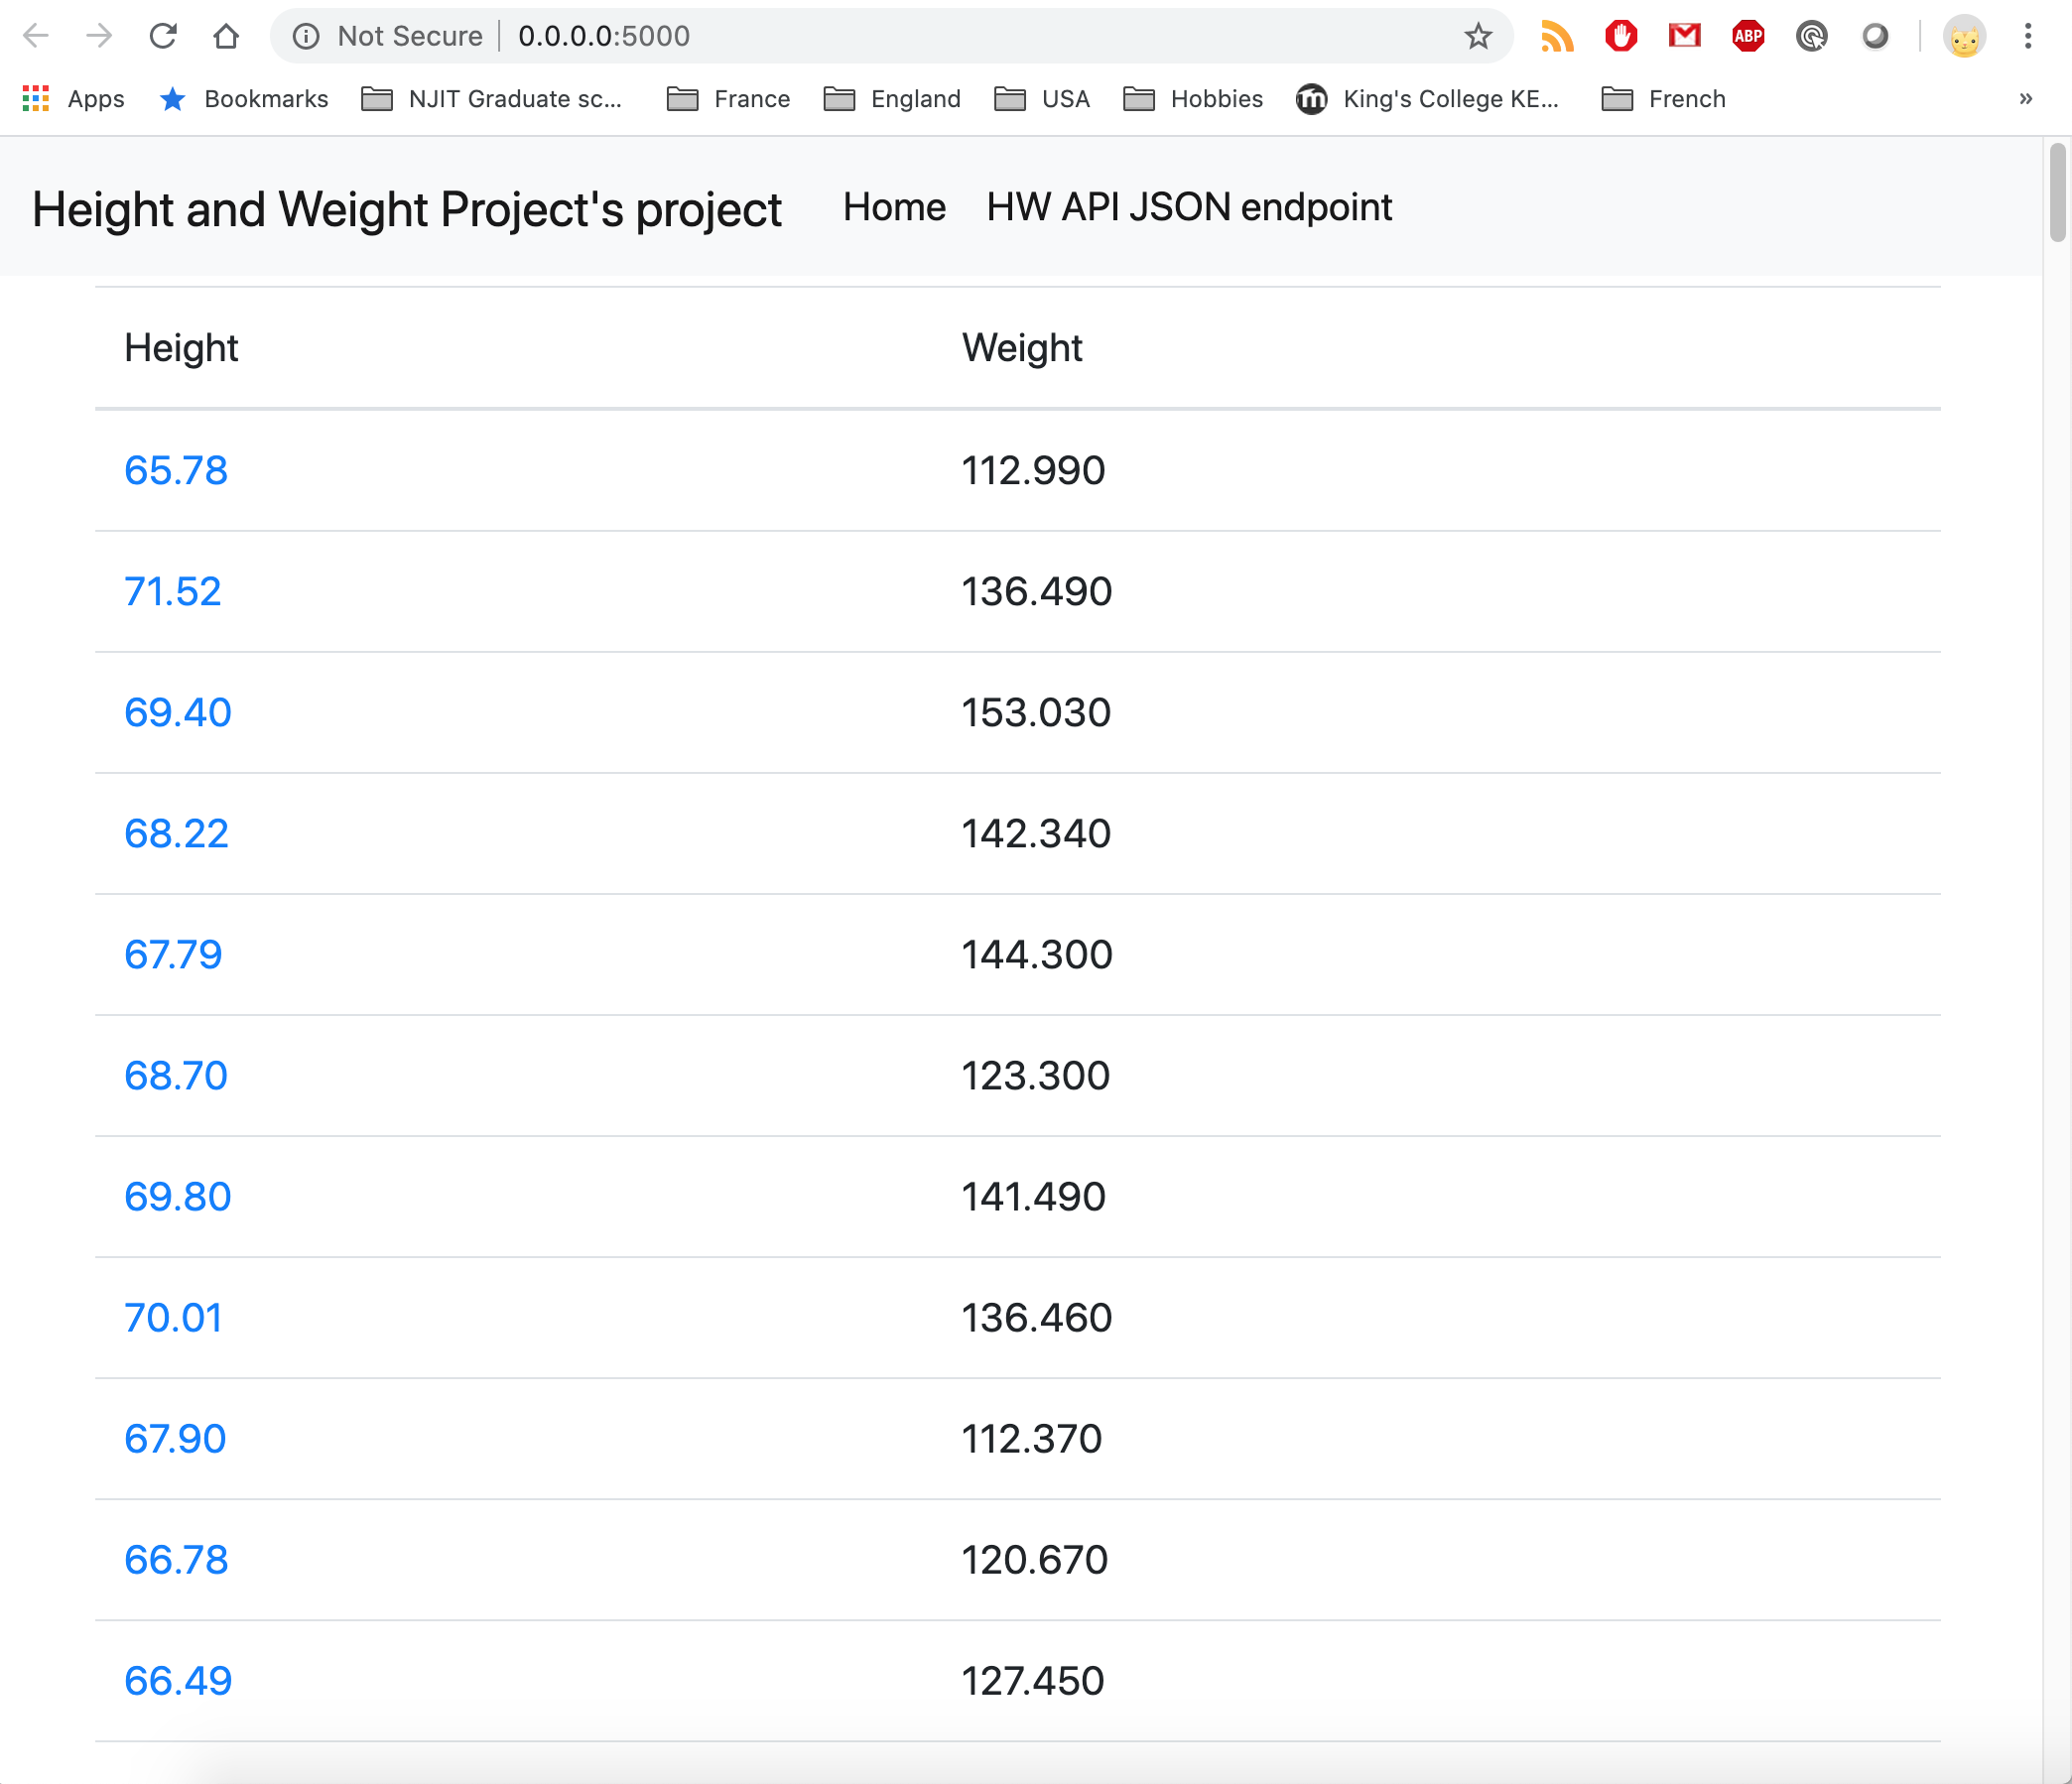 Not Secure 0.0.0.0:5000
ABP
Apps Bookmarks NJIT Graduate sc... France England USA Hobbies m King's College KE... French »
Height and Weight Project's project Home HW API JSON endpoint
Height Weight
65.78 112.990
71.52 136.490
69.40 153.030
68.22 142.340
67.79 144.300
68.70 123.300
69.80 141.490
70.01 136.460
67.90 112.370
66.78 120.670
66.49 127.450